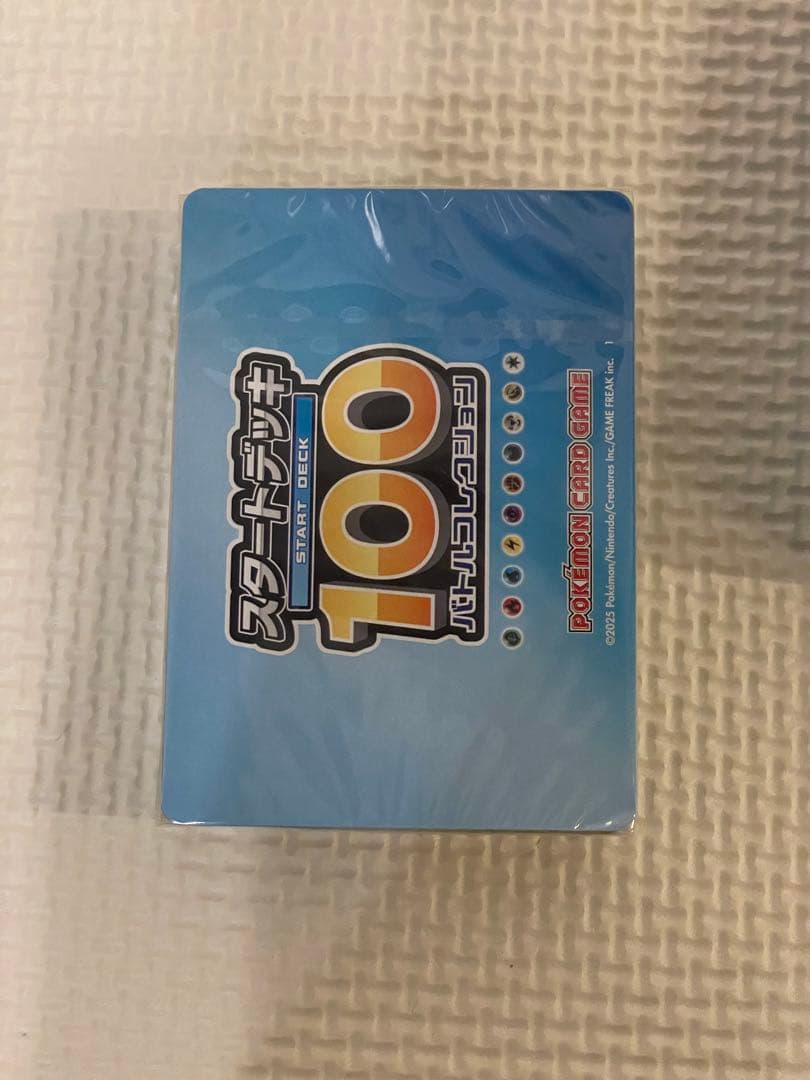 スタートデッキ
START DECK
100
バトルコレクション
POKÉMON CARD GAME
©2025 Pokémon/Nintendo/Creatures Inc./GAME FREAK inc. 1